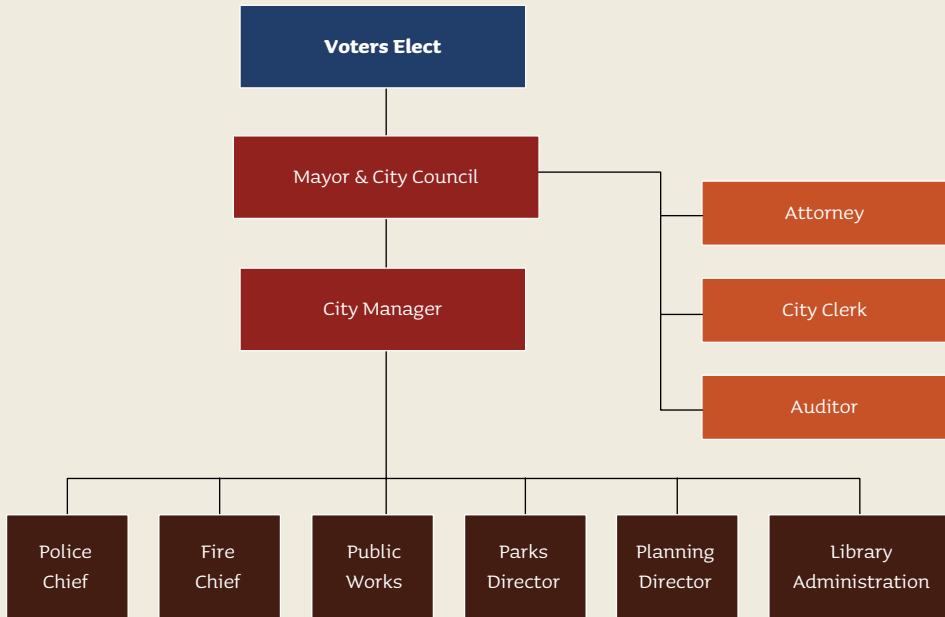 Voters Elect
Mayor & City Council
Attorney
City Manager
City Clerk
Auditor
Police
Chief
Fire
Chief
Public
Works
Parks
Director
Planning
Director
Library
Administration